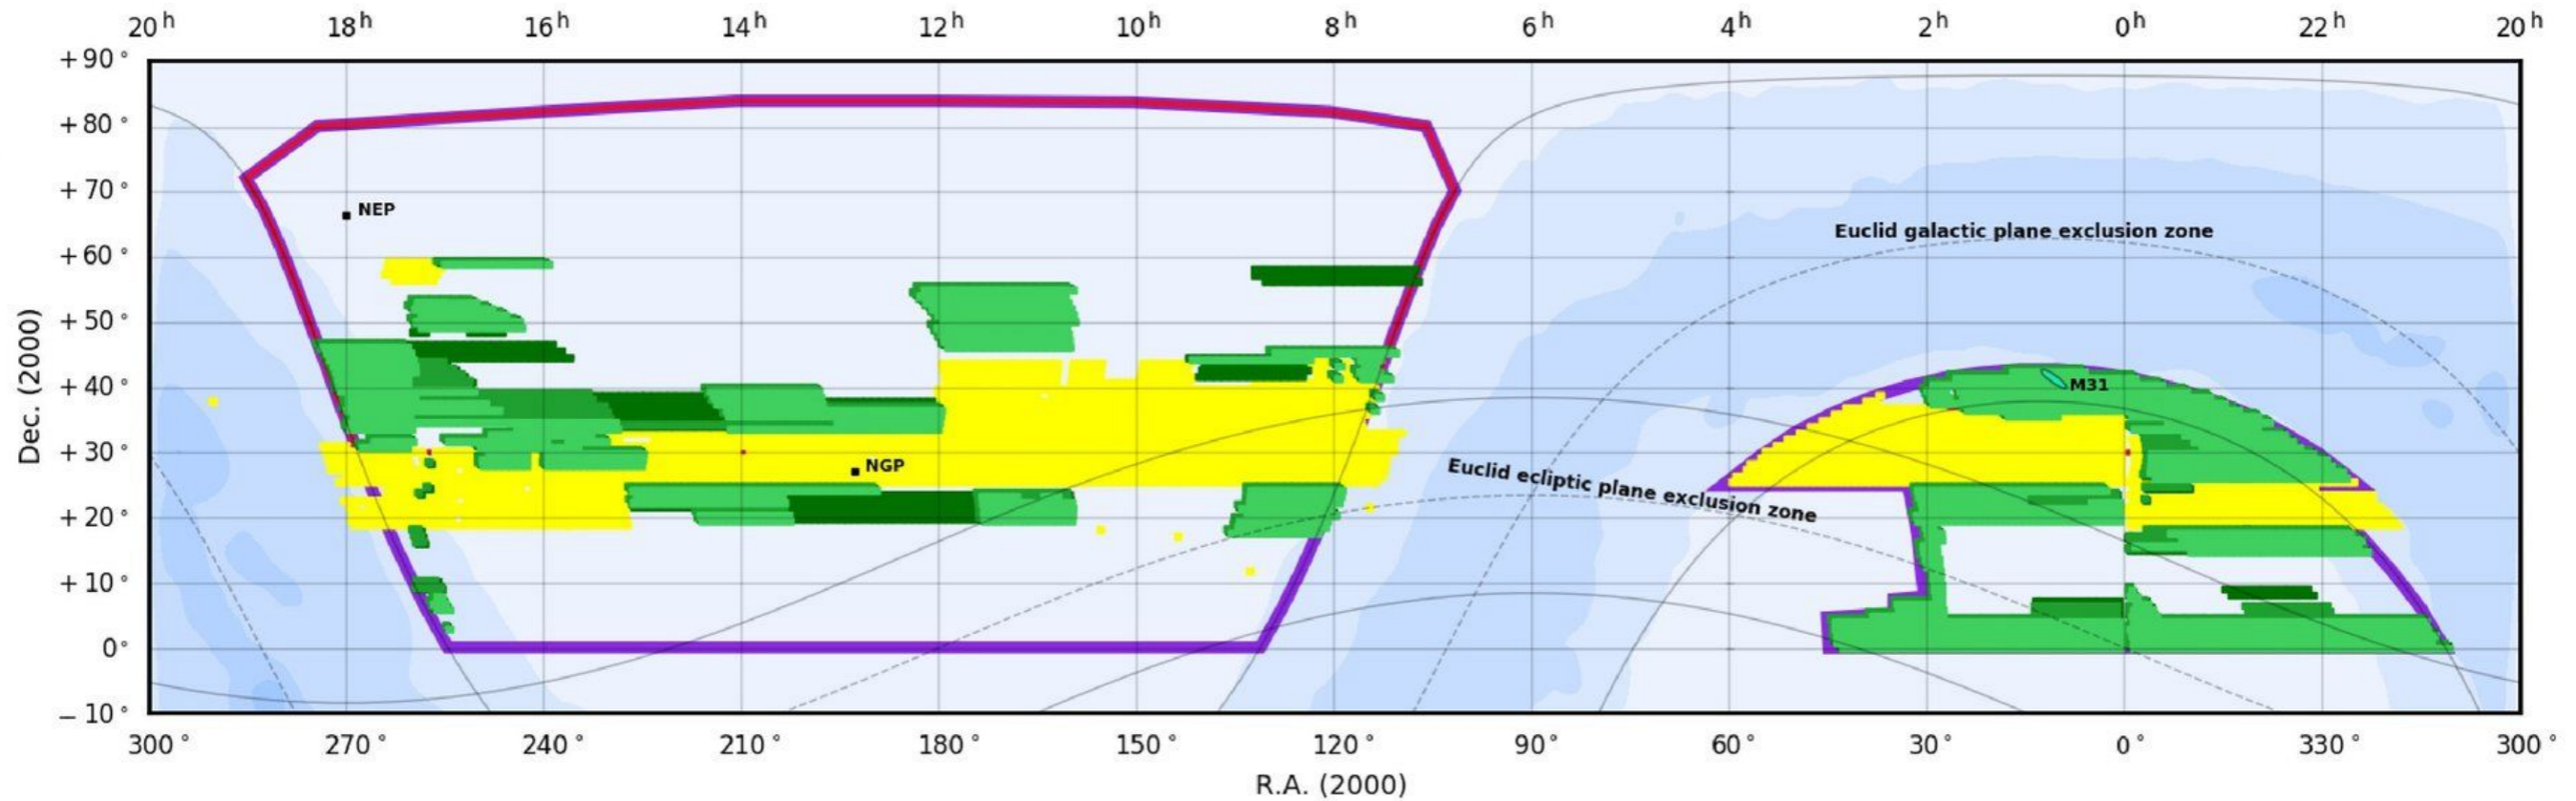 20h 18h 16h 14h 12h 10h 8h 6h 4h 2h 0h 22h 20h
+90°
+80°
+70°
+60°
+50°
+40°
+30°
+20°
+10°
0°
−10°
Dec. (2000)
NEP
Euclid galactic plane exclusion zone
M31
NGP
Euclid ecliptic plane exclusion zone
300° 270° 240° 210° 180° 150° 120° 90° 60° 30° 0° 330° 300°
R.A. (2000)